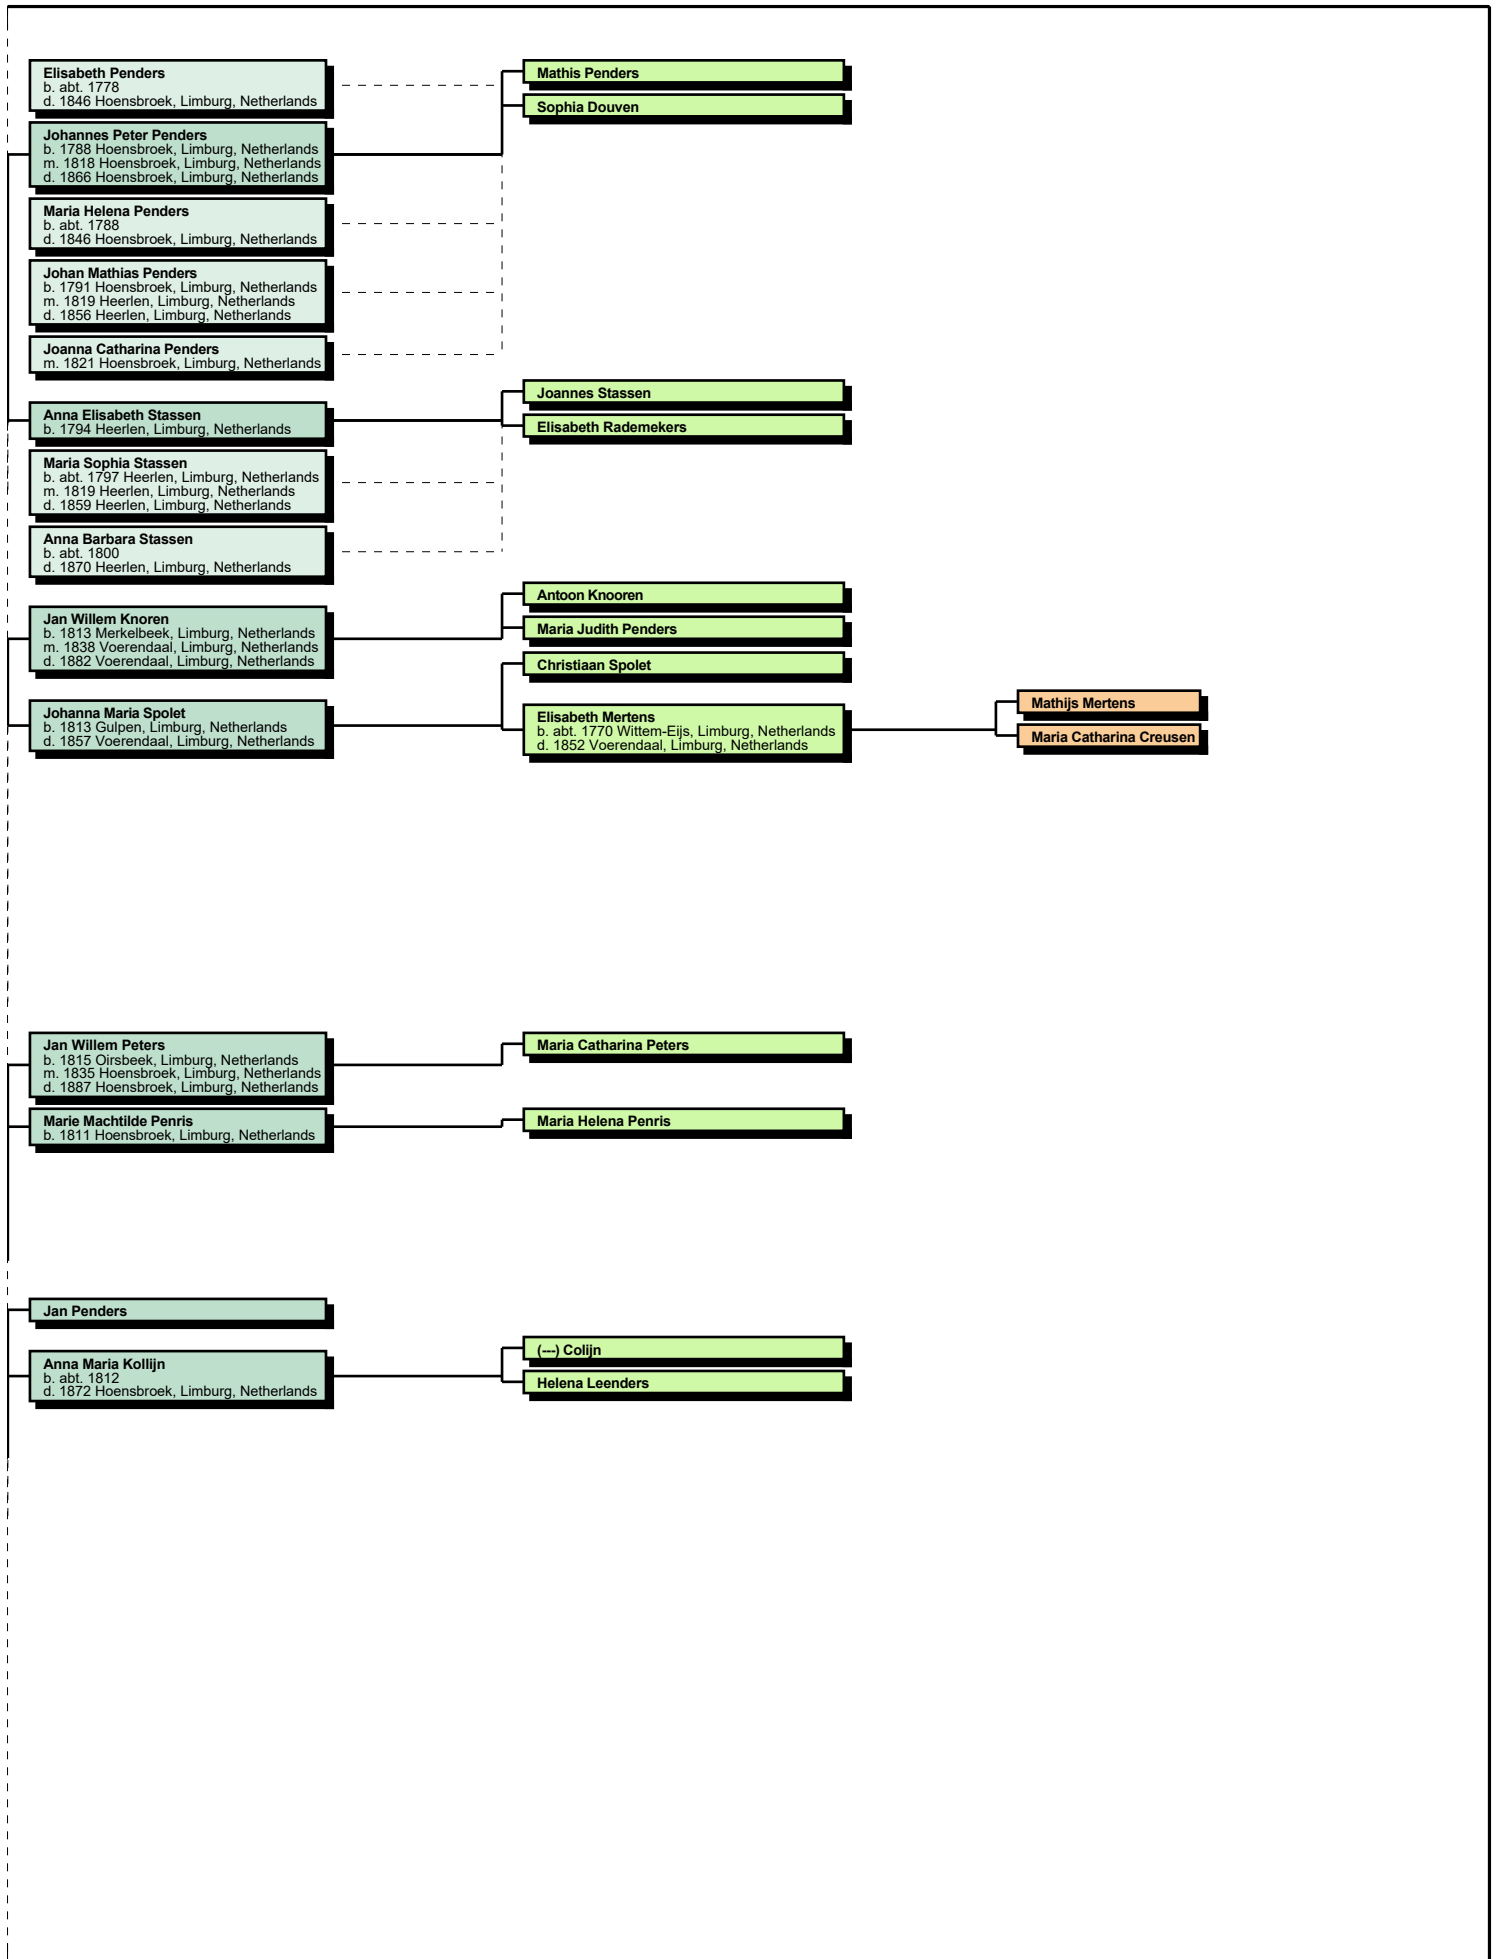 Elisabeth Penders
b. abt. 1778
d. 1846 Hoensbroek, Limburg, Netherlands
Johannes Peter Penders
b. 1788 Hoensbroek, Limburg, Netherlands
m. 1818 Hoensbroek, Limburg, Netherlands
d. 1866 Hoensbroek, Limburg, Netherlands
Maria Helena Penders
b. abt. 1788
d. 1846 Hoensbroek, Limburg, Netherlands
Johan Mathias Penders
b. 1791 Hoensbroek, Limburg, Netherlands
m. 1819 Heerlen, Limburg, Netherlands
d. 1856 Heerlen, Limburg, Netherlands
Joanna Catharina Penders
m. 1821 Hoensbroek, Limburg, Netherlands
Mathis Penders
Sophia Douven
Anna Elisabeth Stassen
b. 1794 Heerlen, Limburg, Netherlands
Maria Sophia Stassen
b. abt. 1797 Heerlen, Limburg, Netherlands
m. 1819 Heerlen, Limburg, Netherlands
d. 1859 Heerlen, Limburg, Netherlands
Anna Barbara Stassen
b. abt. 1800
d. 1870 Heerlen, Limburg, Netherlands
Joannes Stassen
Elisabeth Rademekers
Jan Willem Knoren
b. 1813 Merkelbeek, Limburg, Netherlands
m. 1838 Voerendaal, Limburg, Netherlands
d. 1882 Voerendaal, Limburg, Netherlands
Antoon Knooren
Maria Judith Penders
Johanna Maria Spolet
b. 1813 Gulpen, Limburg, Netherlands
d. 1857 Voerendaal, Limburg, Netherlands
Christiaan Spolet
Elisabeth Mertens
b. abt. 1770 Wittem-Eijs, Limburg, Netherlands
d. 1852 Voerendaal, Limburg, Netherlands
Mathijs Mertens
Maria Catharina Creusen
Jan Willem Peters
b. 1815 Oirsbeek, Limburg, Netherlands
m. 1835 Hoensbroek, Limburg, Netherlands
d. 1887 Hoensbroek, Limburg, Netherlands
Maria Catharina Peters
Marie Machtilde Penris
b. 1811 Hoensbroek, Limburg, Netherlands
Maria Helena Penris
Jan Penders
Anna Maria Kollijn
b. abt. 1812
d. 1872 Hoensbroek, Limburg, Netherlands
(---) Colijn
Helena Leenders